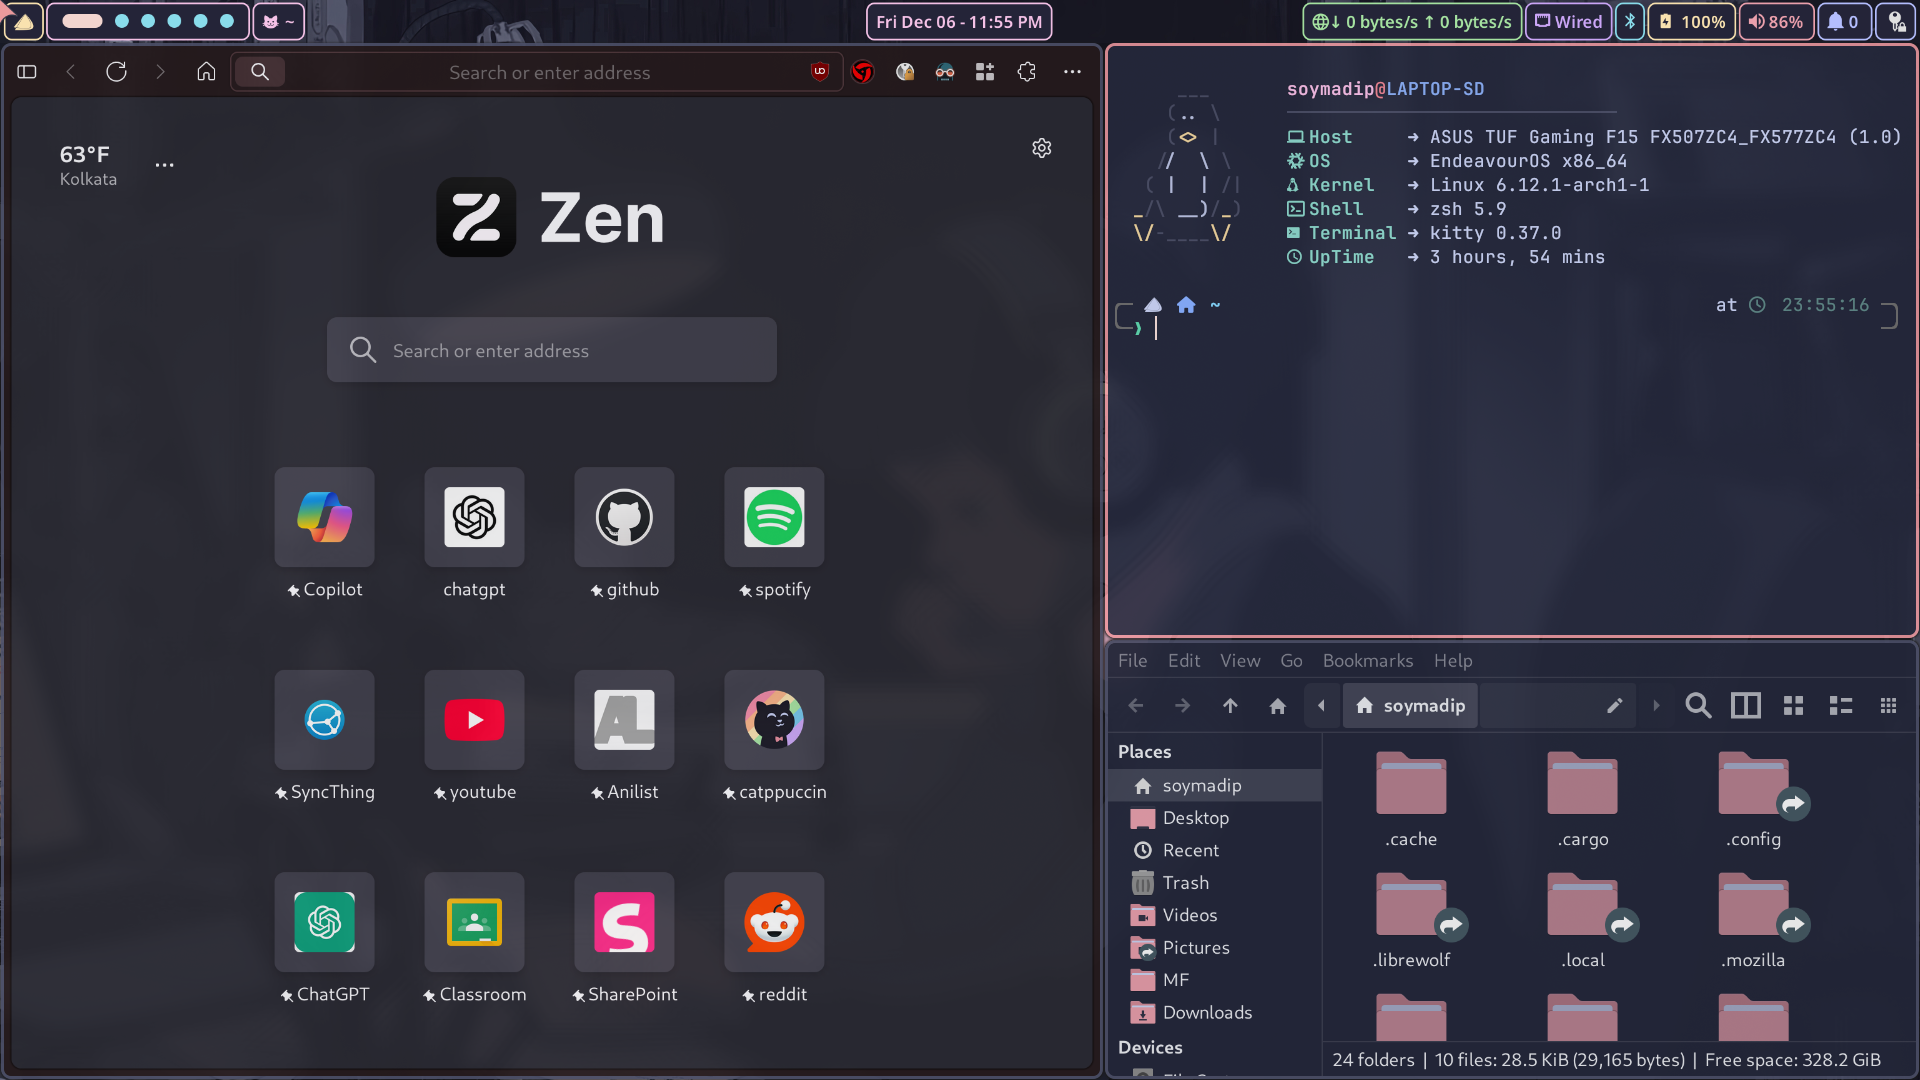 ~
Fri Dec 06 - 11:55 PM
↓ 0 bytes/s ↑ 0 bytes/s
Wired
100%
86%
0
Search or enter address
63°F
Kolkata
Zen
Search or enter address
Copilot
chatgpt
github
spotify
SyncThing
youtube
AL
Anilist
catppuccin
ChatGPT
Classroom
S
SharePoint
reddit
soymadip@LAPTOP-SD
Host → ASUS TUF Gaming F15 FX507ZC4_FX577ZC4 (1.0)
OS → EndeavourOS x86_64
Kernel → Linux 6.12.1-arch1-1
Shell → zsh 5.9
Terminal → kitty 0.37.0
UpTime → 3 hours, 54 mins
~ at 23:55:16
File Edit View Go Bookmarks Help
soymadip
Places
soymadip
Desktop
Recent
Trash
Videos
Pictures
MF
Downloads
Devices
.cache
.cargo
.config
.librewolf
.local
.mozilla
24 folders | 10 files: 28.5 KiB (29,165 bytes) | Free space: 328.2 GiB